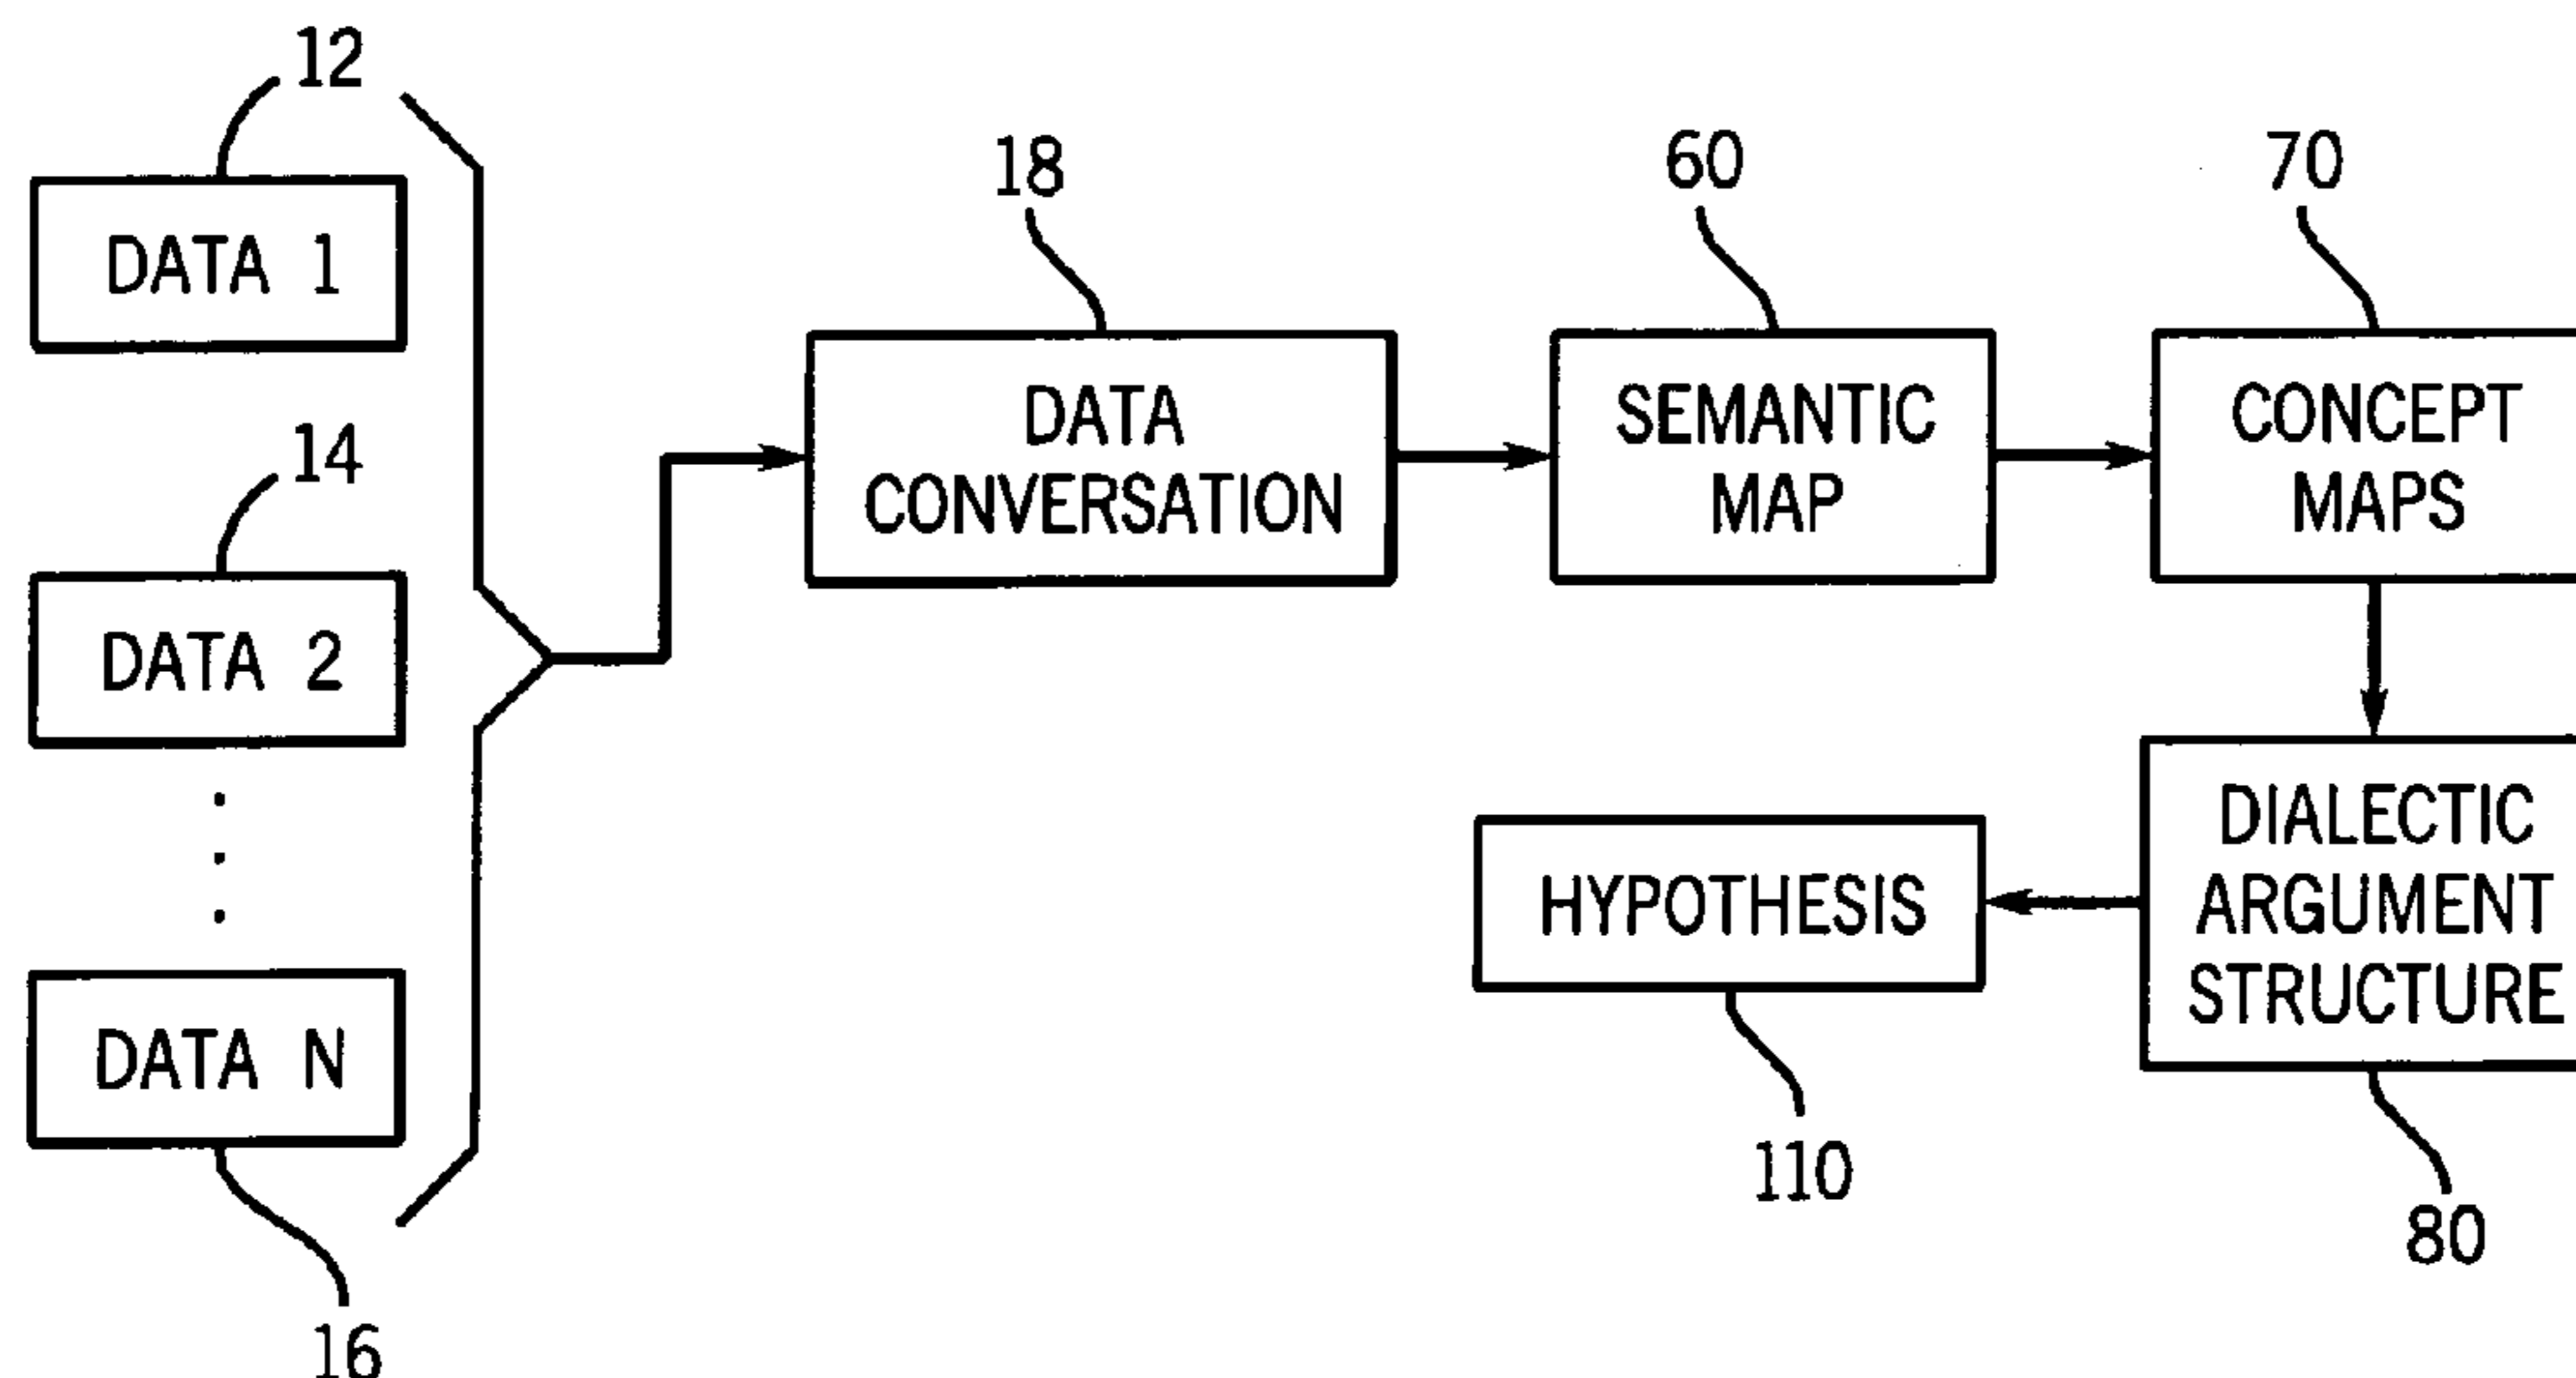 12
DATA 1
14
DATA 2
DATA N
16
18
DATA
CONVERSATION
60
SEMANTIC
MAP
70
CONCEPT
MAPS
DIALECTIC
ARGUMENT
STRUCTURE
80
HYPOTHESIS
110